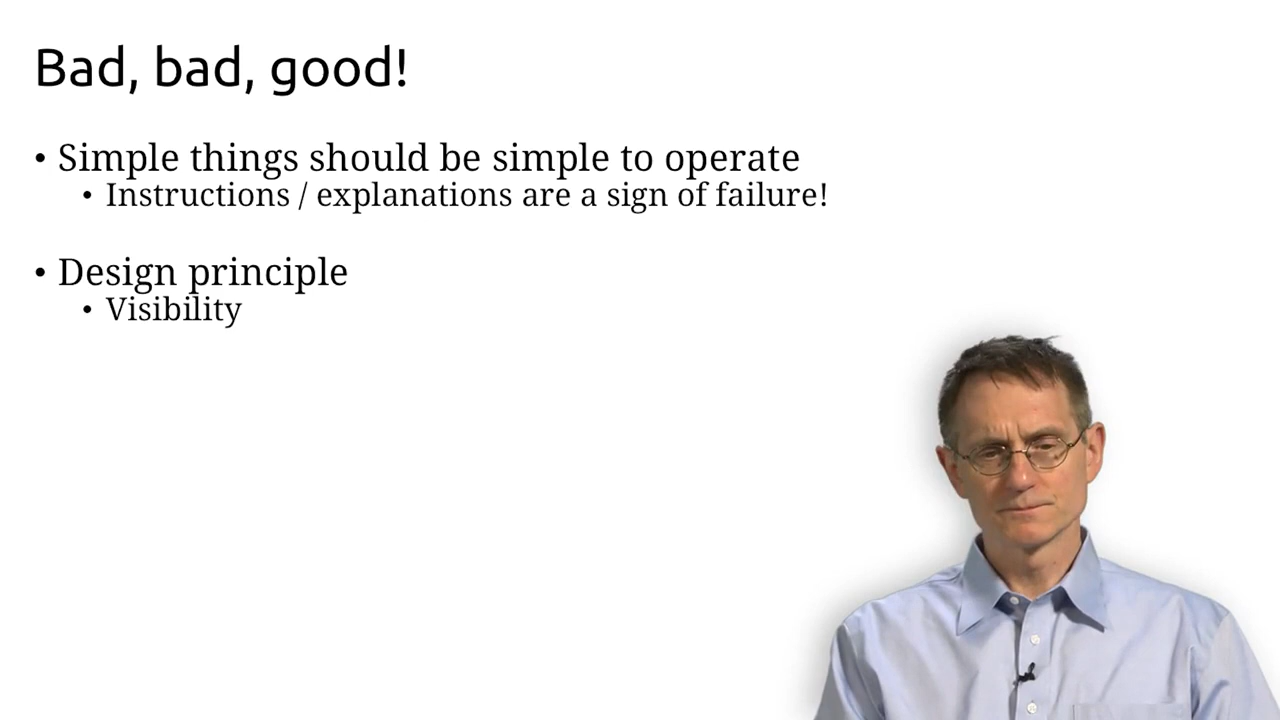 Bad, bad, good!
• Simple things should be simple to operate
• Instructions / explanations are a sign of failure!
• Design principle
• Visibility